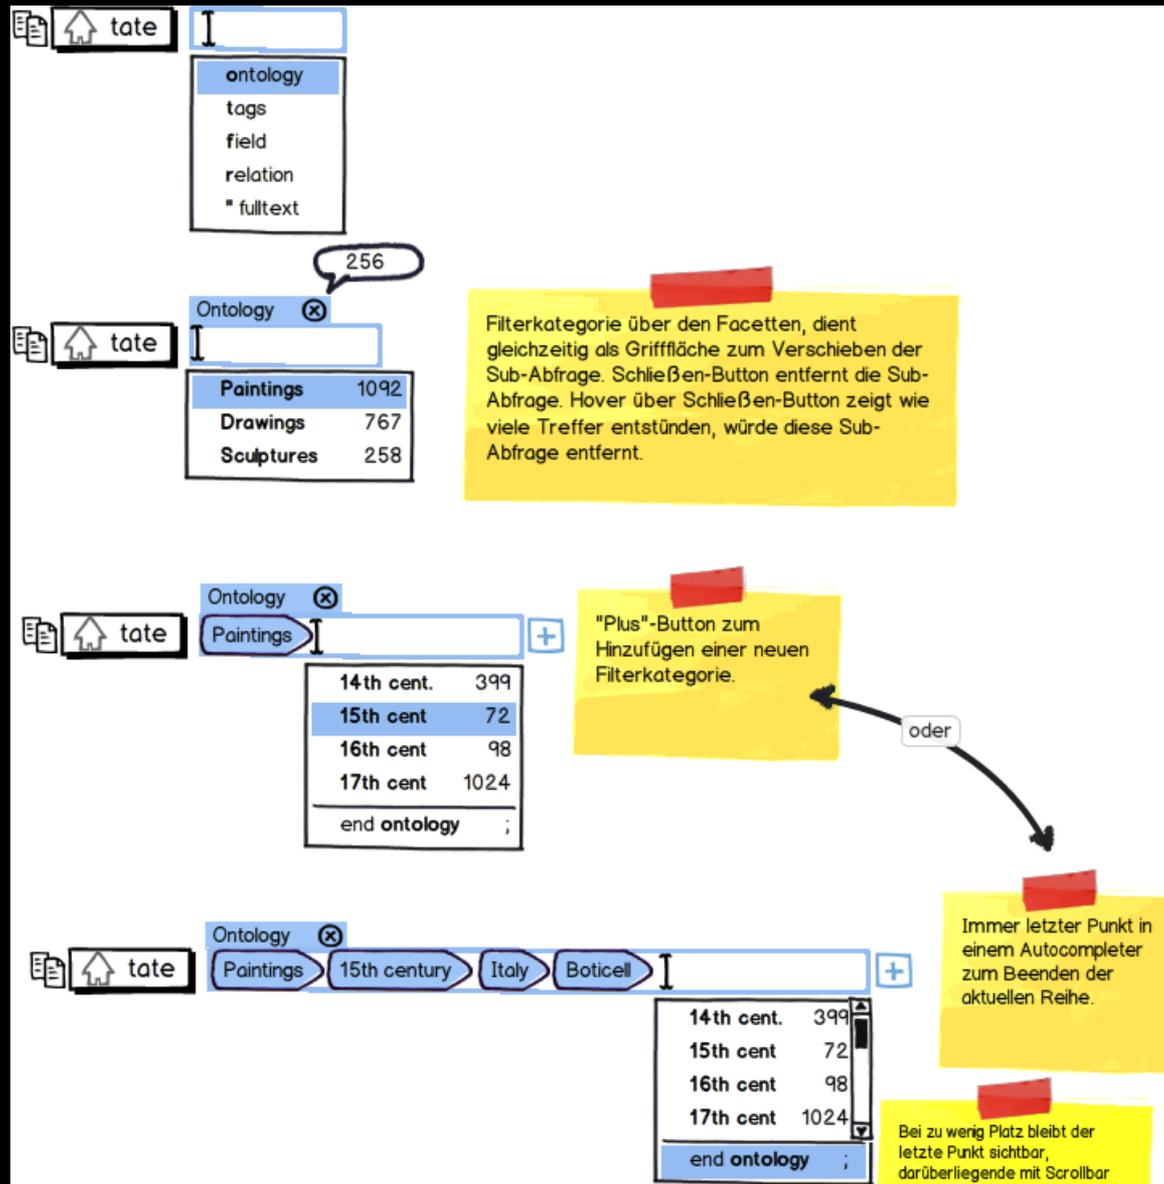 tate
ontology
tags
field
relation
" fulltext
256
Ontology
tate
Paintings 1092
Drawings 767
Sculptures 258
Filterkategorie über den Facetten, dient
gleichzeitig als Grifffläche zum Verschieben der
Sub-Abfrage. Schließen-Button entfernt die Sub-
Abfrage. Hover über Schließen-Button zeigt wie
viele Treffer entstünden, würde diese Sub-
Abfrage entfernt.
Ontology
tate
Paintings
14th cent. 399
15th cent 72
16th cent 98
17th cent 1024
end ontology ;
"Plus"-Button zum
Hinzufügen einer neuen
Filterkategorie.
oder
Immer letzter Punkt in
einem Autocompleter
zum Beenden der
aktuellen Reihe.
Ontology
tate
Paintings 15th century Italy Boticell
14th cent. 399
15th cent 72
16th cent 98
17th cent 1024
end ontology ;
Bei zu wenig Platz bleibt der
letzte Punkt sichtbar,
darüberliegende mit Scrollbar